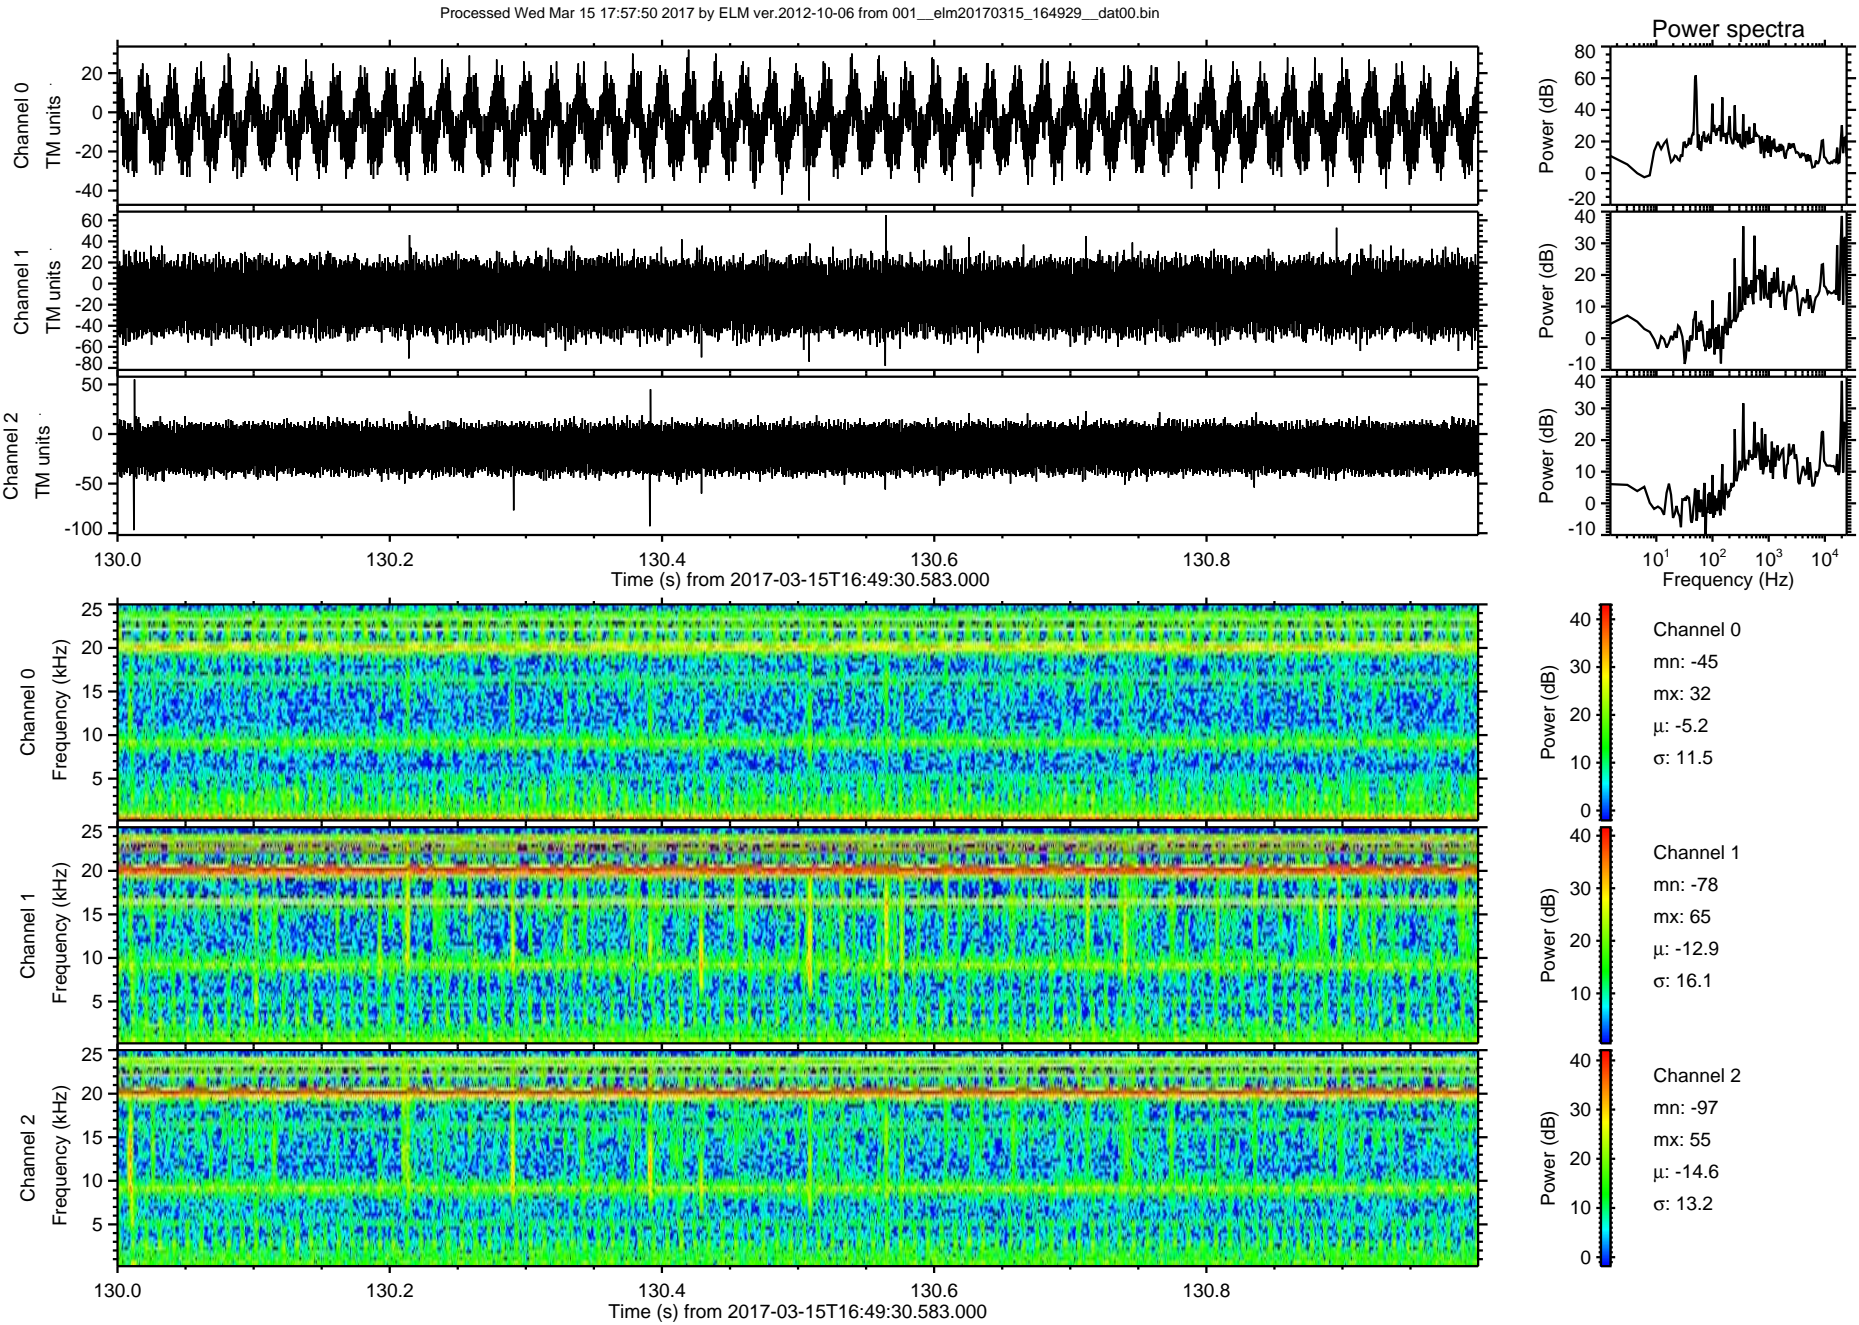 Processed Wed Mar 15 17:57:50 2017 by ELM ver.2012-10-06 from 001__elm20170315_164929__dat00.bin
Power spectra
Channel 0
TM units
20
0
-20
-40
Power (dB)
80
60
40
20
0
-20
Channel 1
TM units
60
40
20
0
-20
-40
-60
-80
Power (dB)
40
30
20
10
0
-10
Channel 2
TM units
50
0
-50
-100
Power (dB)
40
30
20
10
0
-10
130.0 130.2 130.4 130.6 130.8
Time (s) from 2017-03-15T16:49:30.583.000
10^1 10^2 10^3 10^4
Frequency (Hz)
Channel 0
Frequency (kHz)
25
20
15
10
5
Power (dB)
40
30
20
10
0
Channel 0
mn: -45
mx: 32
μ: -5.2
σ: 11.5
Channel 1
Frequency (kHz)
25
20
15
10
5
Power (dB)
40
30
20
10
Channel 1
mn: -78
mx: 65
μ: -12.9
σ: 16.1
Channel 2
Frequency (kHz)
25
20
15
10
5
Power (dB)
40
30
20
10
0
Channel 2
mn: -97
mx: 55
μ: -14.6
σ: 13.2
130.0 130.2 130.4 130.6 130.8
Time (s) from 2017-03-15T16:49:30.583.000